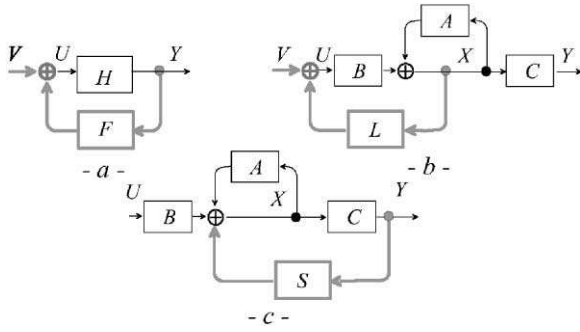 V U H Y
F
- a -
A
V U B X C Y
L
- b -
A
U B X C Y
S
- c -